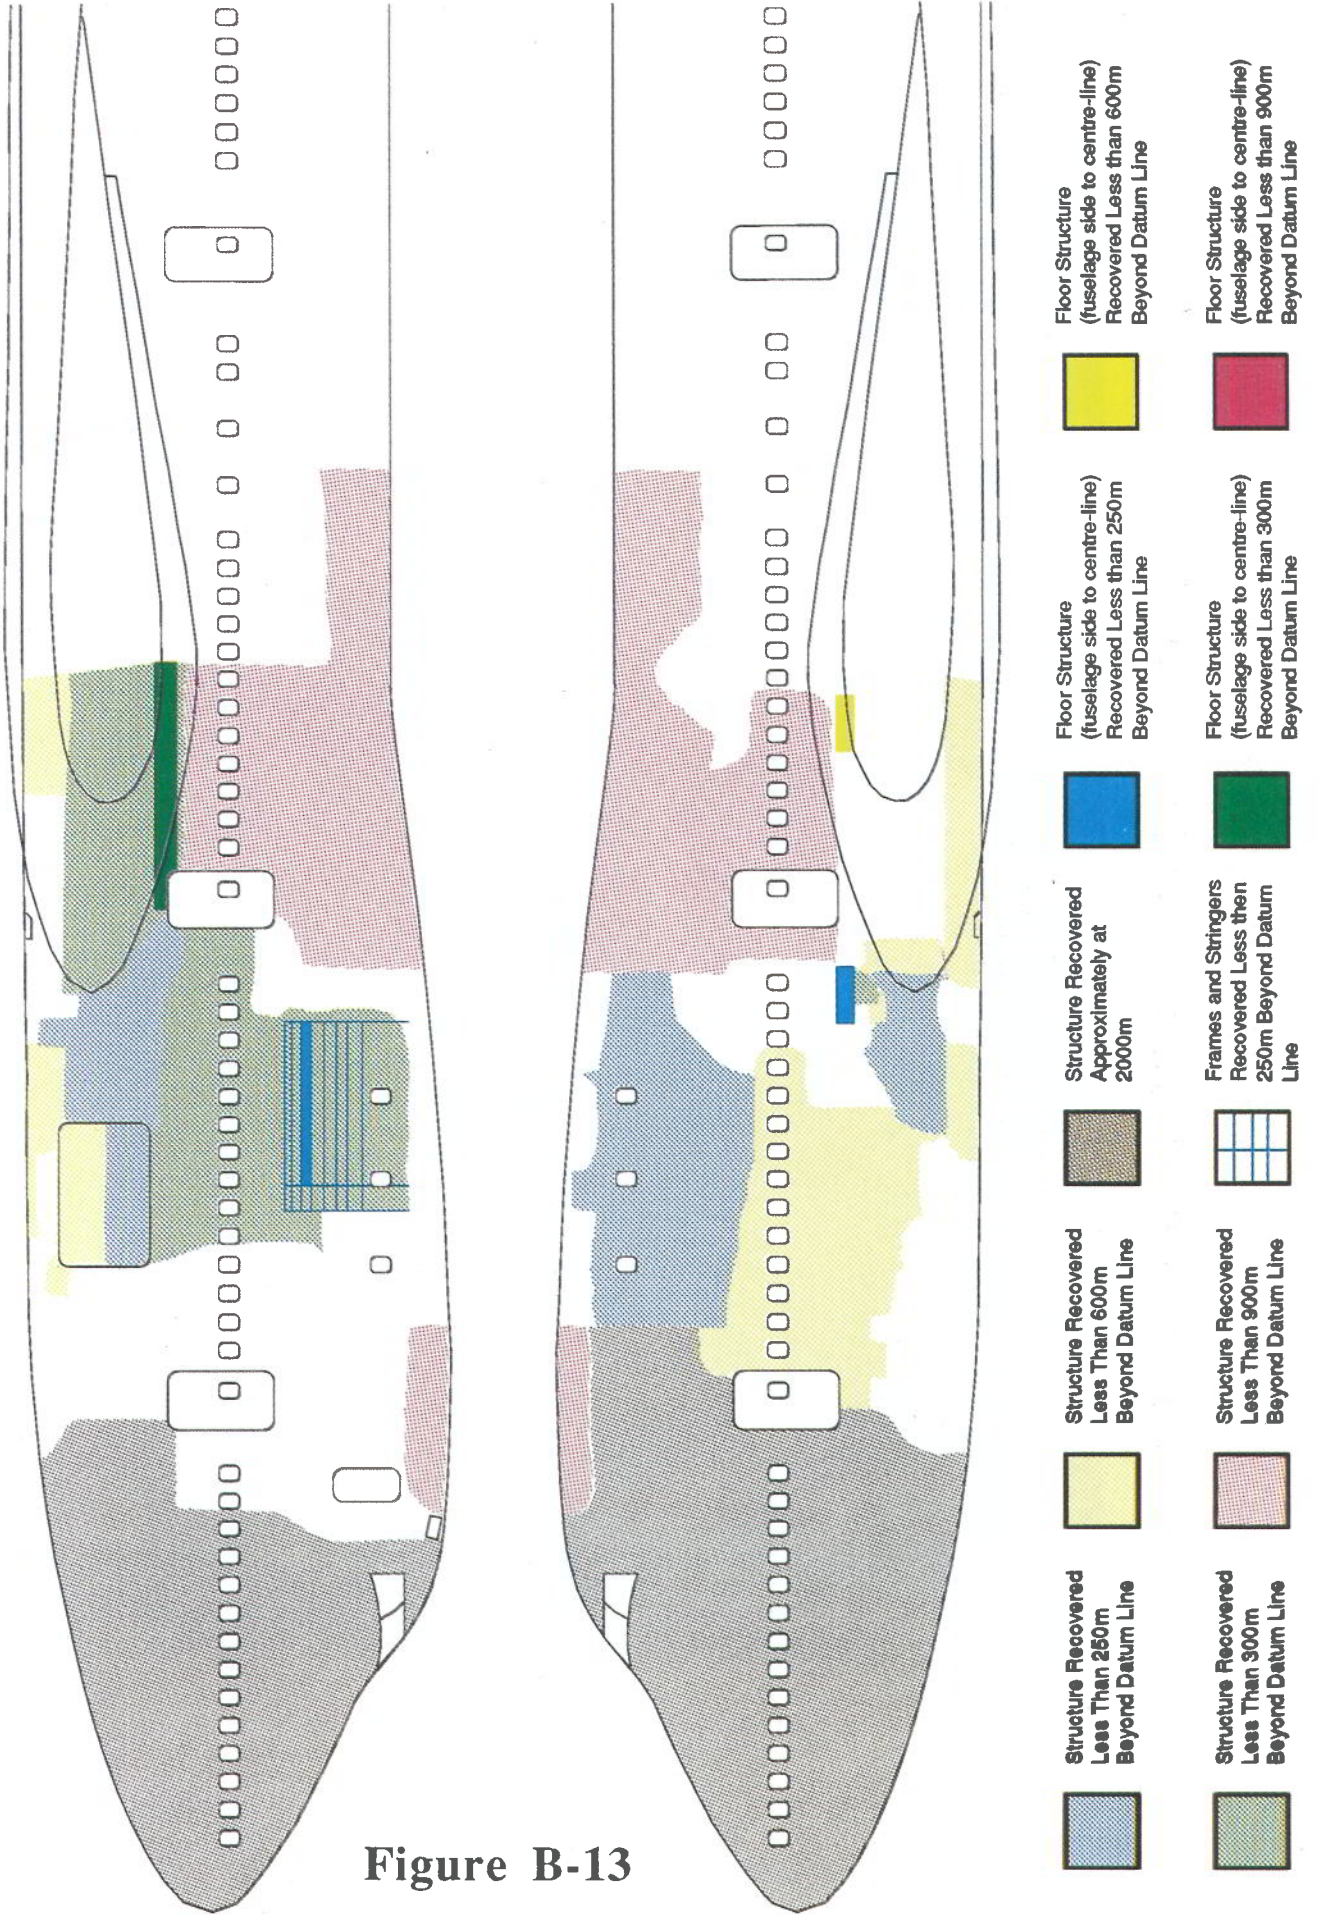 Figure B-13
Structure Recovered
Less Than 250m
Beyond Datum Line
Structure Recovered
Less Than 600m
Beyond Datum Line
Structure Recovered
Approximately at
2000m
Floor Structure
(fuselage side to centre-line)
Recovered Less than 250m
Beyond Datum Line
Floor Structure
(fuselage side to centre-line)
Recovered Less than 600m
Beyond Datum Line
Structure Recovered
Less Than 300m
Beyond Datum Line
Structure Recovered
Less Than 900m
Beyond Datum Line
Frames and Stringers
Recovered Less then
250m Beyond Datum
Line
Floor Structure
(fuselage side to centre-line)
Recovered Less than 300m
Beyond Datum Line
Floor Structure
(fuselage side to centre-line)
Recovered Less than 900m
Beyond Datum Line